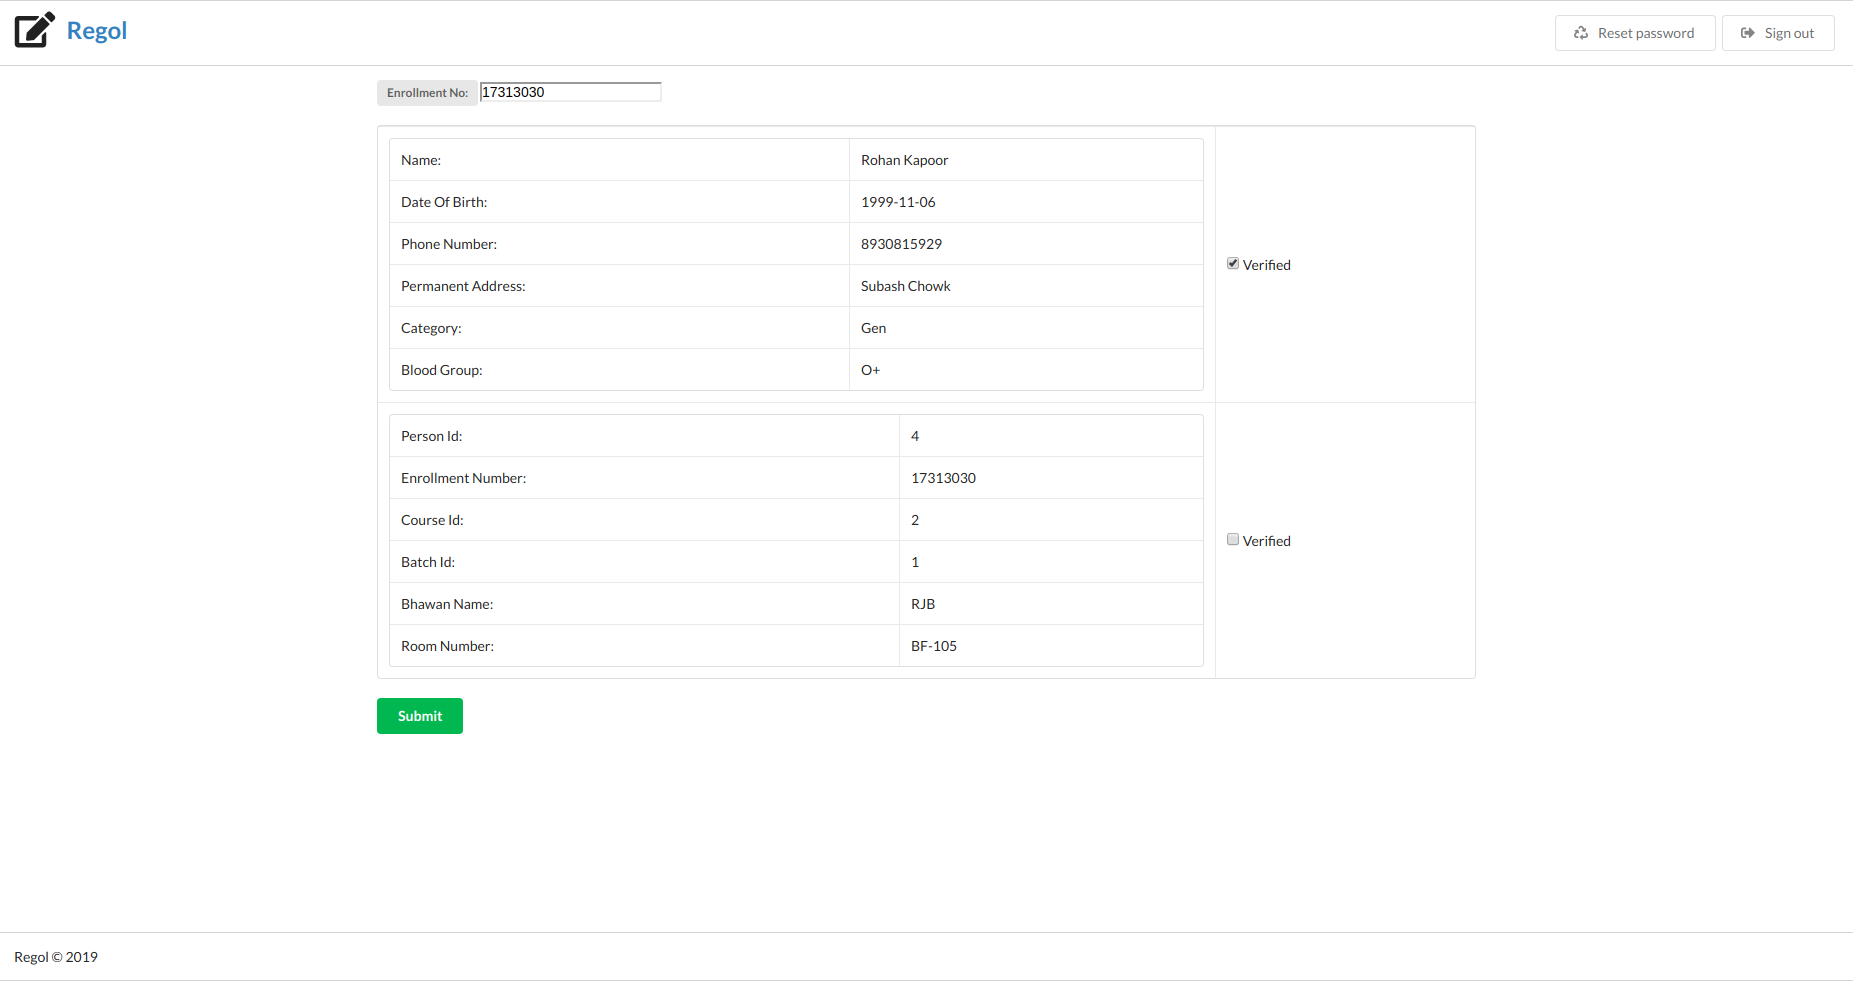 Regol
Reset password
Sign out
Enrollment No: 17313030
Name: Rohan Kapoor
Date Of Birth: 1999-11-06
Phone Number: 8930815929
Permanent Address: Subash Chowk
Category: Gen
Blood Group: O+
Verified
Person Id: 4
Enrollment Number: 17313030
Course Id: 2
Batch Id: 1
Bhawan Name: RJB
Room Number: BF-105
Verified
Submit
Regol © 2019